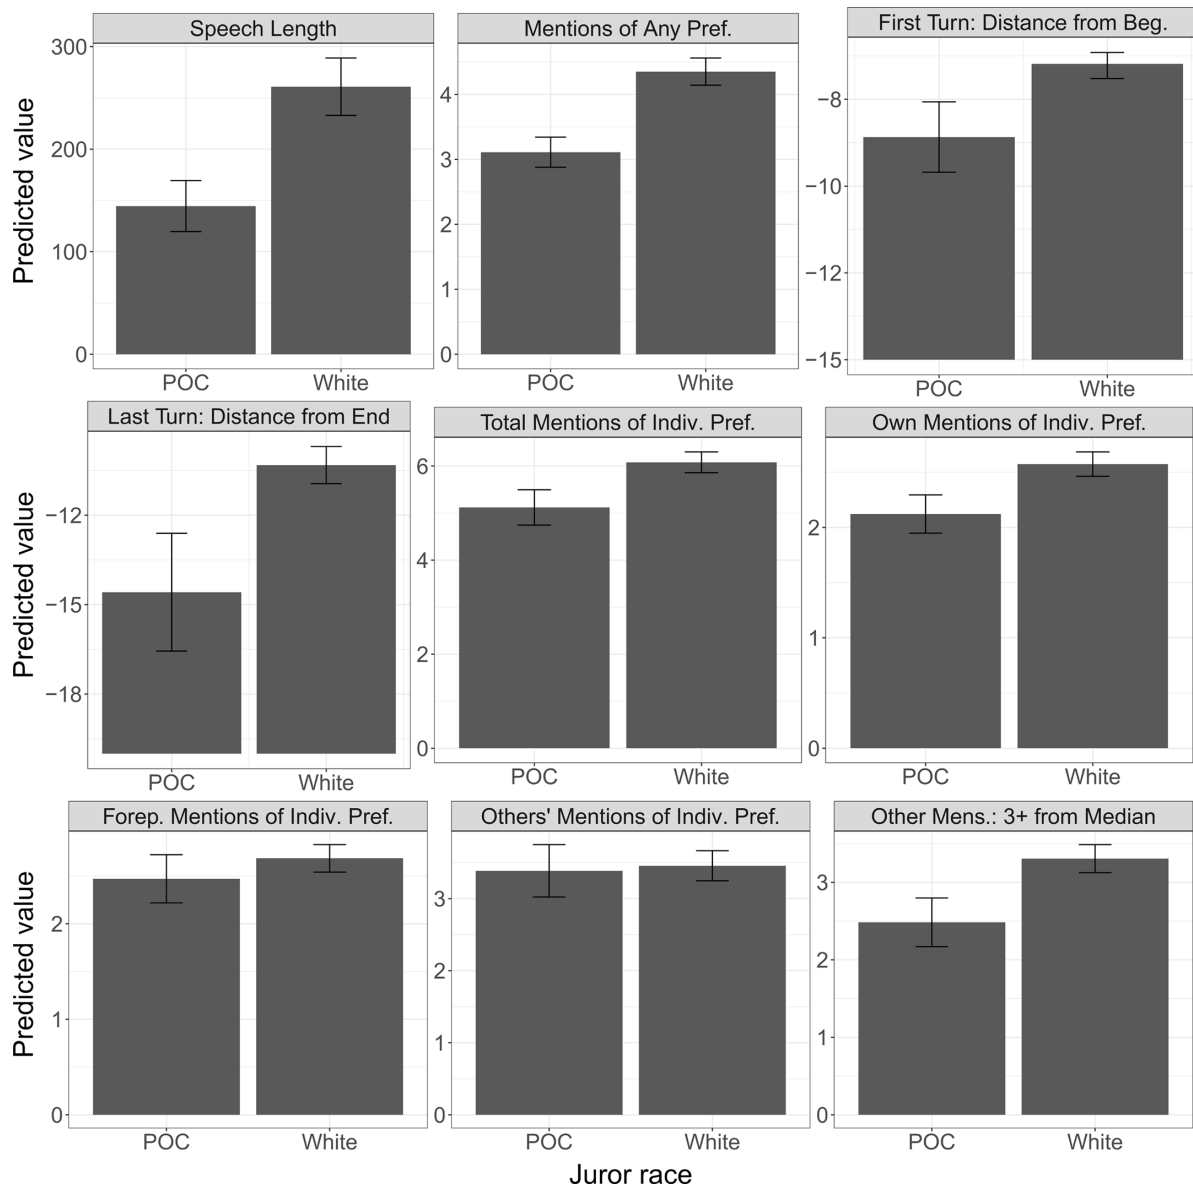 Speech Length
Mentions of Any Pref.
First Turn: Distance from Beg.
Predicted value
300
200
100
0
POC
White
4
3
2
1
0
POC
White
−8
−10
−12
−15
POC
White
Last Turn: Distance from End
Total Mentions of Indiv. Pref.
Own Mentions of Indiv. Pref.
Predicted value
−12
−15
−18
POC
White
6
4
2
0
POC
White
2
1
0
POC
White
Forep. Mentions of Indiv. Pref.
Others' Mentions of Indiv. Pref.
Other Mens.: 3+ from Median
Predicted value
2
1
0
POC
White
3
2
1
0
POC
White
3
2
1
0
POC
White
Juror race